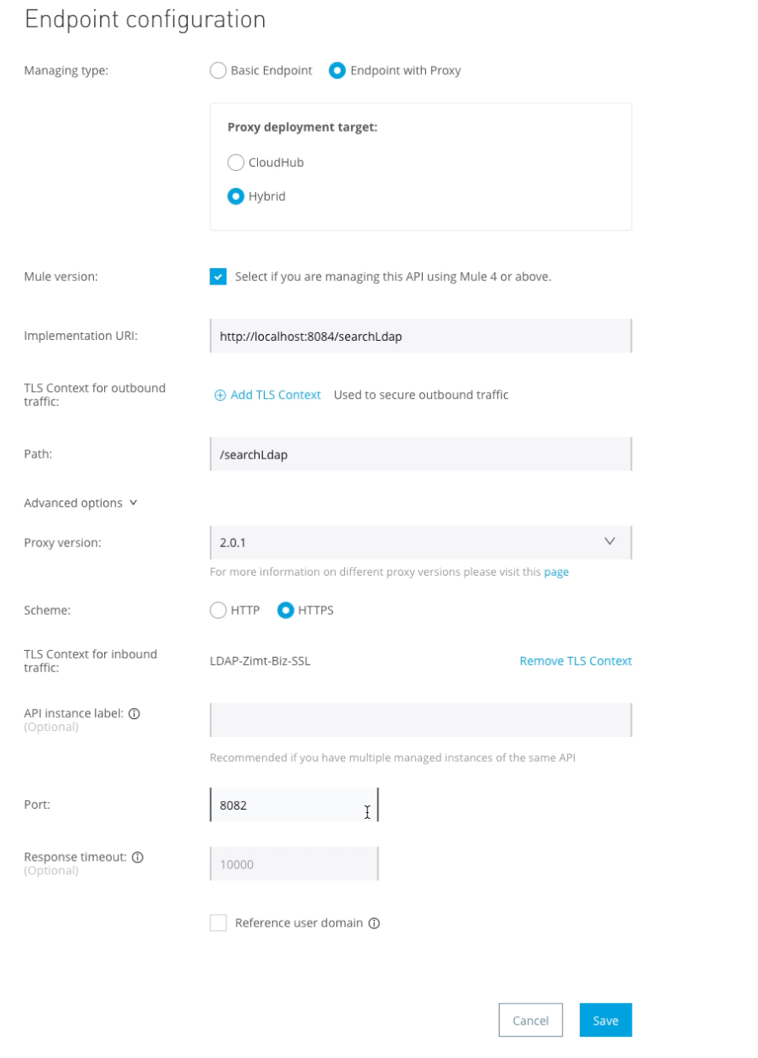 Endpoint configuration
Managing type:
Basic Endpoint
Endpoint with Proxy
Proxy deployment target:
CloudHub
Hybrid
Mule version:
Select if you are managing this API using Mule 4 or above.
Implementation URI:
http://localhost:8084/searchLdap
TLS Context for outbound
traffic:
Add TLS Context
Used to secure outbound traffic
Path:
/searchLdap
Advanced options
Proxy version:
2.0.1
For more information on different proxy versions please visit this page
Scheme:
HTTP
HTTPS
TLS Context for inbound
traffic:
LDAP-Zimt-Biz-SSL
Remove TLS Context
API instance label:
(Optional)
Recommended if you have multiple managed instances of the same API
Port:
8082
Response timeout:
(Optional)
10000
Reference user domain
Cancel
Save